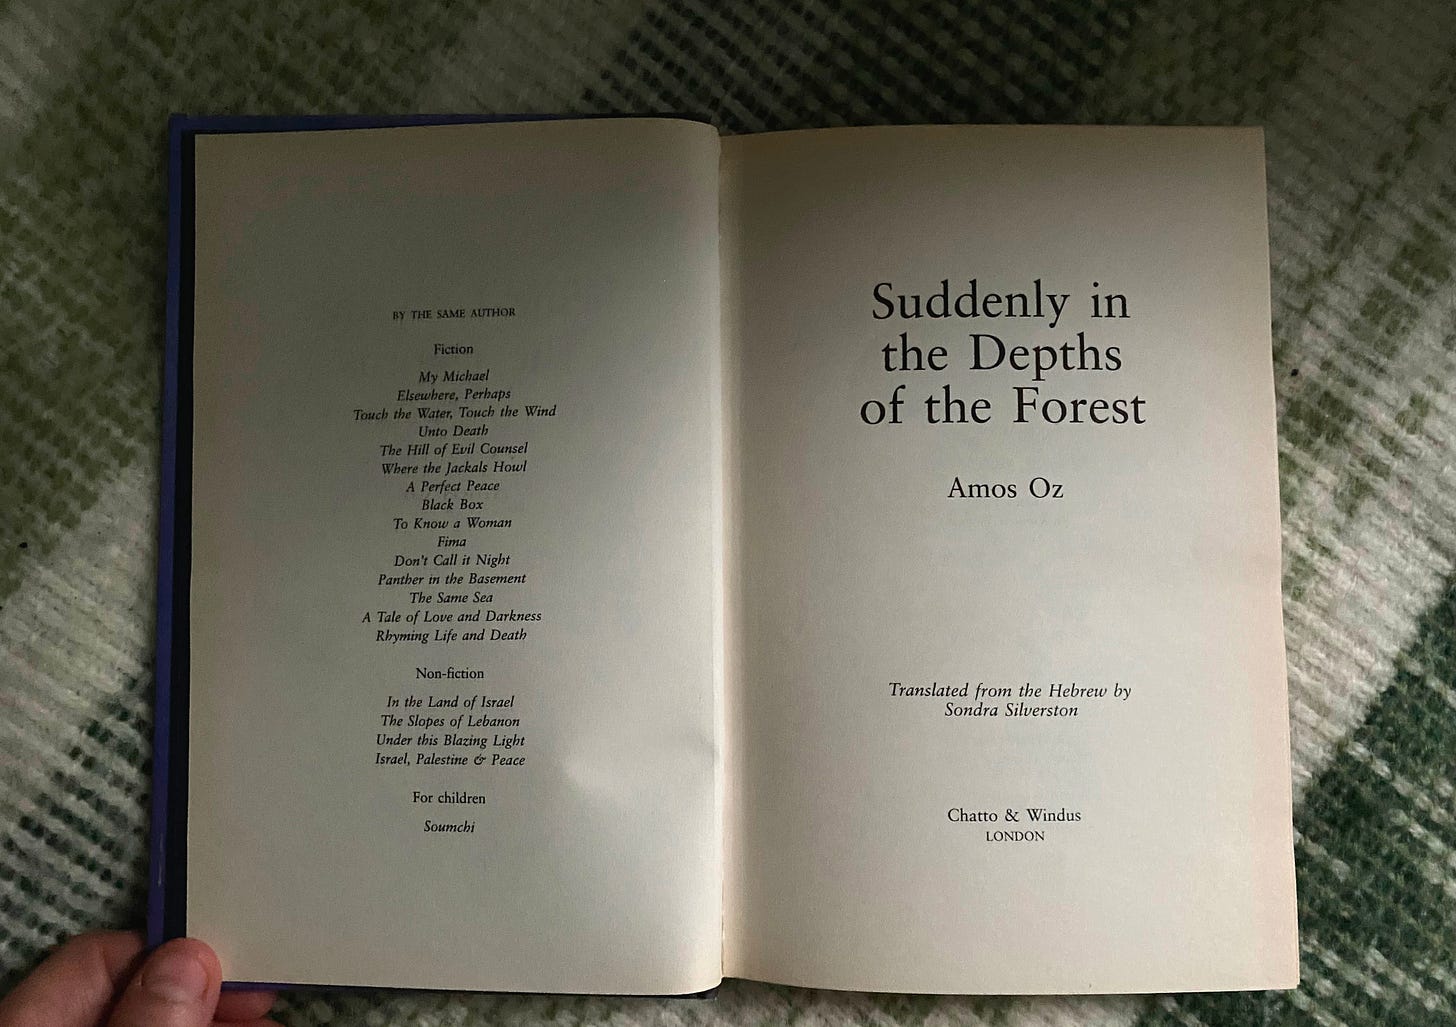 BY THE SAME AUTHOR
Fiction
My Michael
Elsewhere, Perhaps
Touch the Water, Touch the Wind
Unto Death
The Hill of Evil Counsel
Where the Jackals Howl
A Perfect Peace
Black Box
To Know a Woman
Fima
Don't Call it Night
Panther in the Basement
The Same Sea
A Tale of Love and Darkness
Rhyming Life and Death
Non-fiction
In the Land of Israel
The Slopes of Lebanon
Under this Blazing Light
Israel, Palestine & Peace
For children
Soumchi
Suddenly in
the Depths
of the Forest
Amos Oz
Translated from the Hebrew by
Sondra Silverston
Chatto & Windus
LONDON